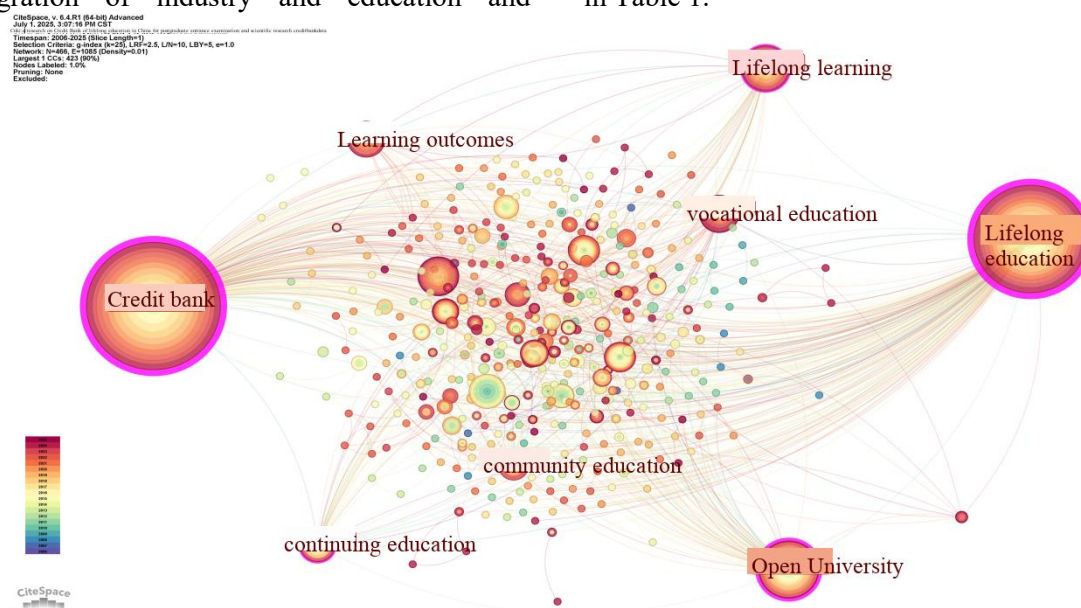 gration of industry and education and
in Table 1.
CiteSpace, v. 6.4.R1 (64-bit) Advanced
July 1, 2025, 3:07:16 PM CST
Timespan: 2006-2025 (Slice Length=1)
Selection Criteria: g-index (k=25), LRF=2.5, L/N=10, LBY=5, e=1.0
Network: N=466, E=1085 (Density=0.01)
Largest 1 CCs: 423 (90%)
Nodes Labeled: 1.0%
Pruning: None
Excluded:
Lifelong learning
Learning outcomes
vocational education
Lifelong
education
Credit bank
community education
continuing education
Open University
CiteSpace